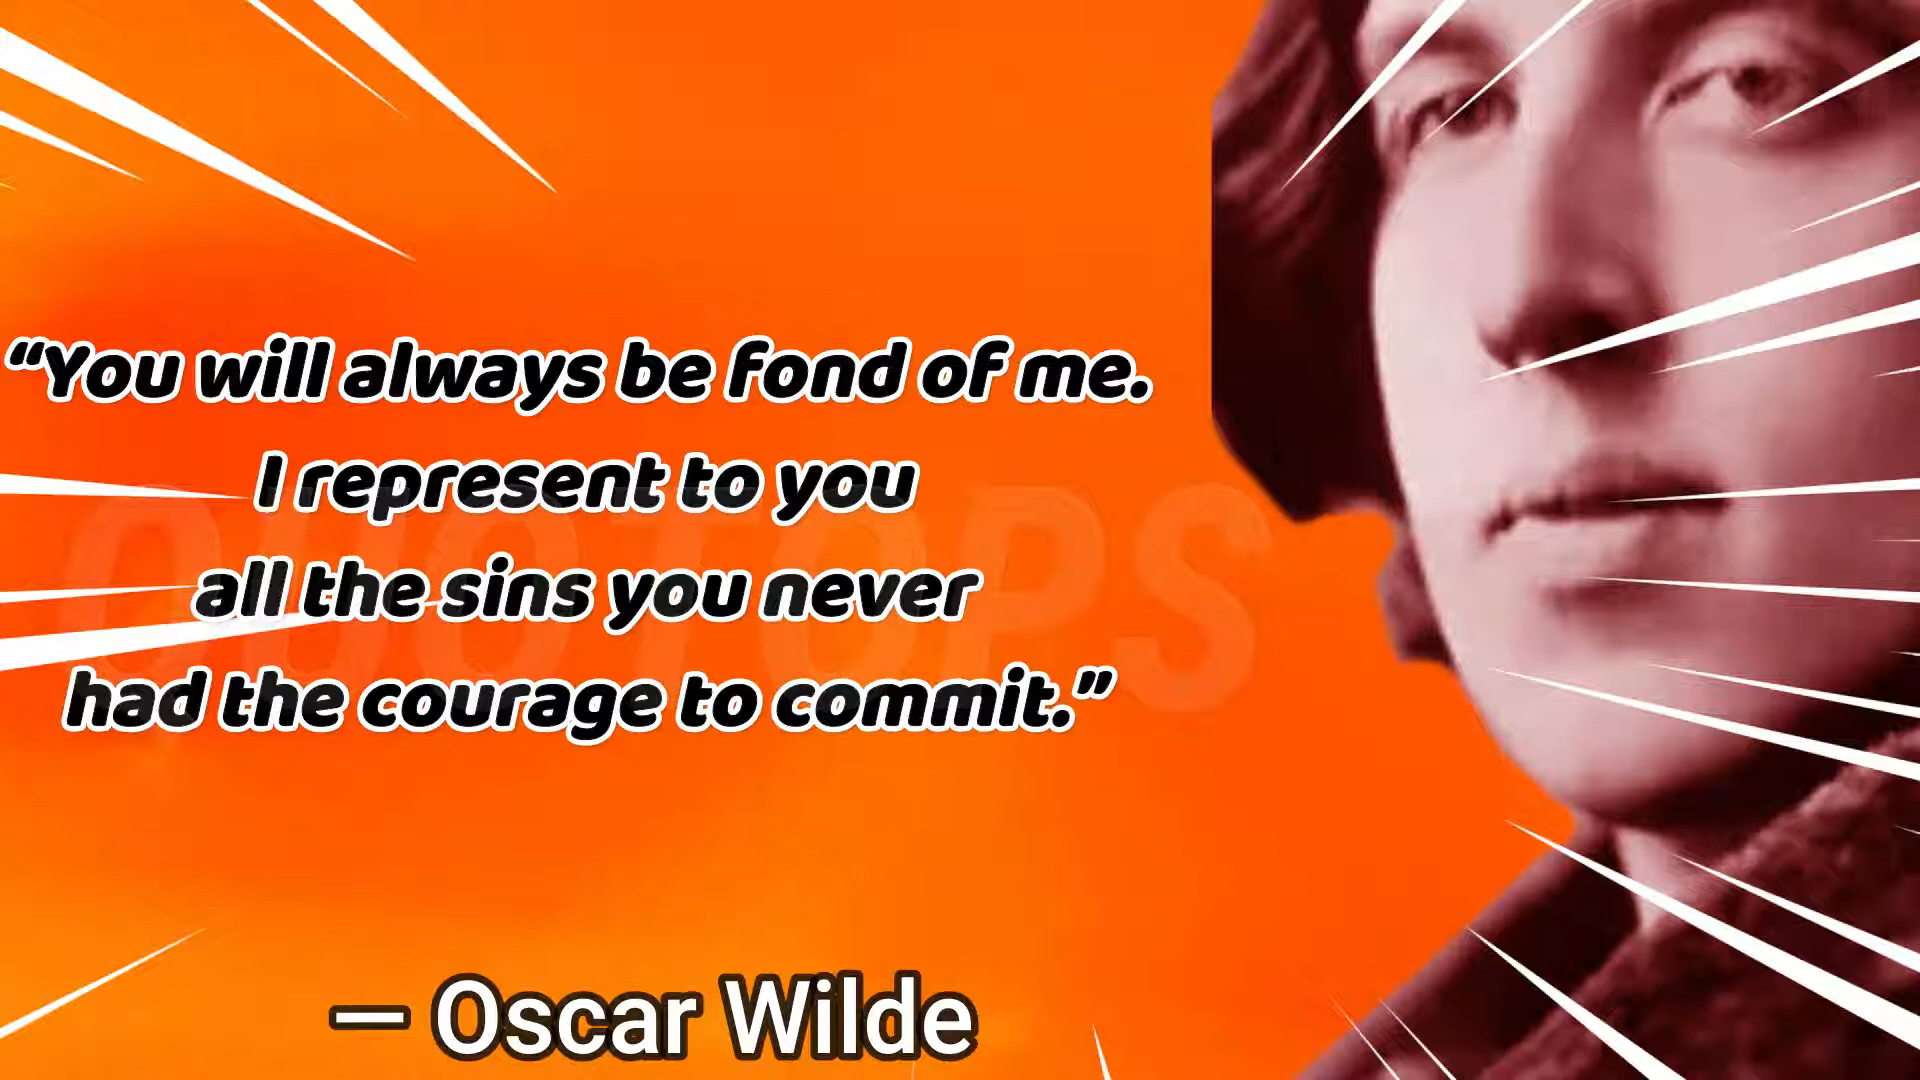 “You will always be fond of me.
I represent to you
all the sins you never
had the courage to commit.”
QUOTOPS
— Oscar Wilde